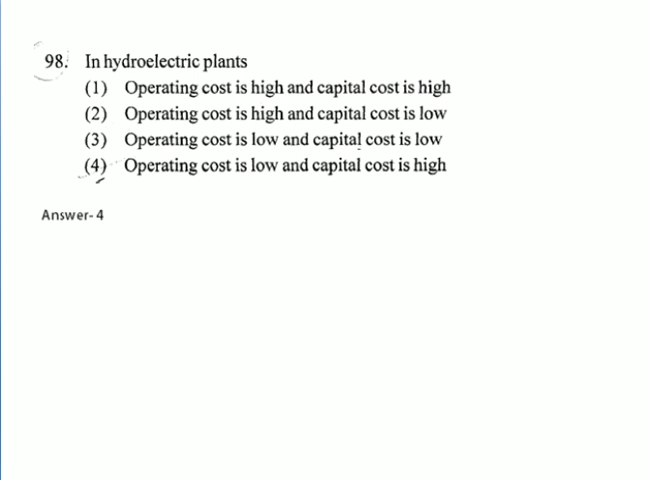 98. In hydroelectric plants
(1) Operating cost is high and capital cost is high
(2) Operating cost is high and capital cost is low
(3) Operating cost is low and capital cost is low
(4) Operating cost is low and capital cost is high
Answer- 4